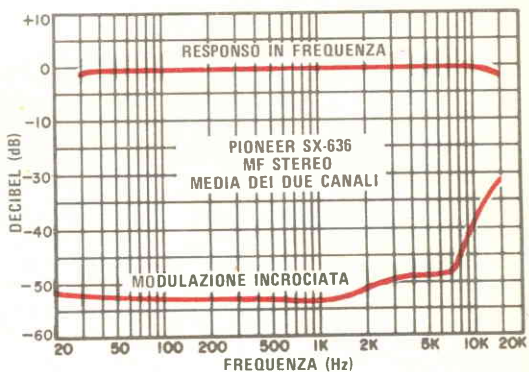 +10
0
-10
-20
-30
-40
-50
-60
DECIBEL (dB)
RESPONSO IN FREQUENZA
PIONEER SX-636
MF STEREO
MEDIA DEI DUE CANALI
MODULAZIONE INCROCIATA
20 50 100 200 500 1K 2K 5K 10K 20K
FREQUENZA (Hz)